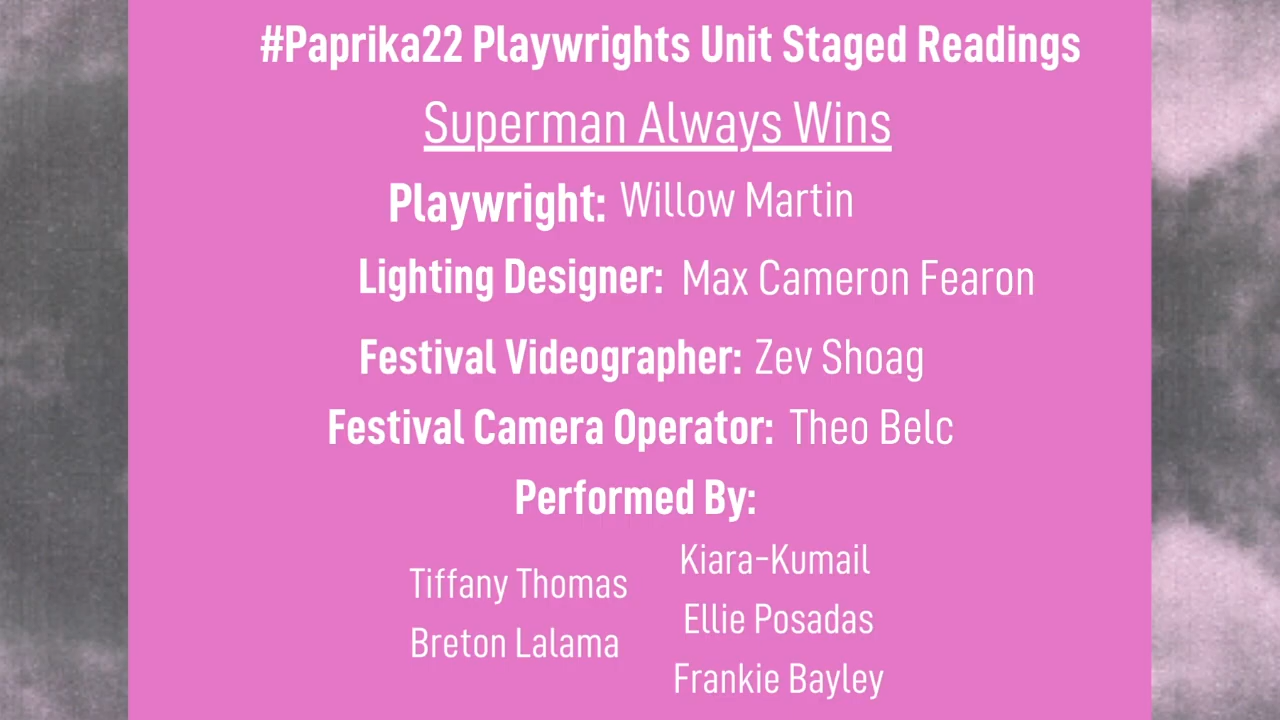 #Paprika22 Playwrights Unit Staged Readings
Superman Always Wins
Playwright: Willow Martin
Lighting Designer: Max Cameron Fearon
Festival Videographer: Zev Shoag
Festival Camera Operator: Theo Belc
Performed By:
Tiffany Thomas
Breton Lalama
Kiara-Kumail
Ellie Posadas
Frankie Bayley